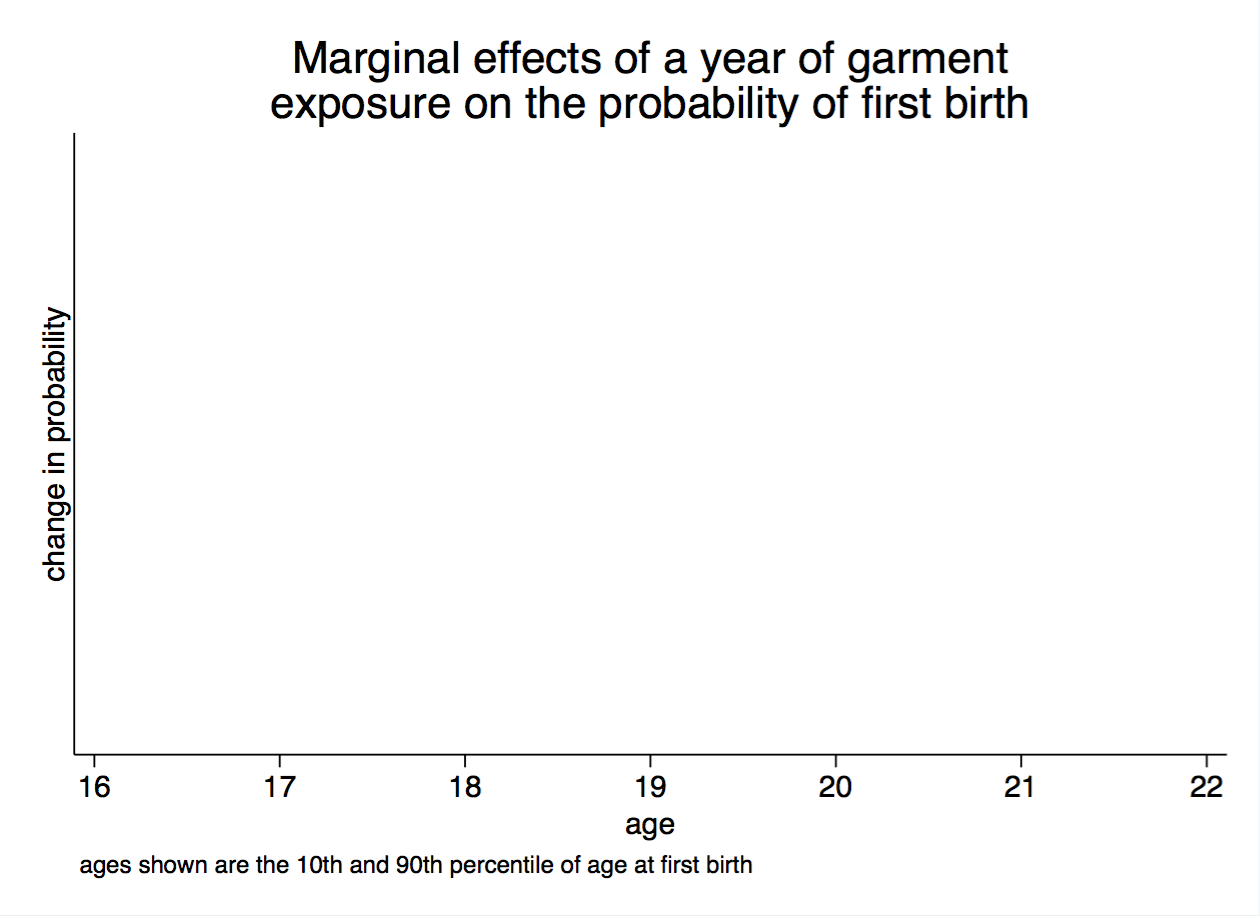 Marginal effects of a year of garment
exposure on the probability of first birth
change in probability
16 17 18 19 20 21 22
age
ages shown are the 10th and 90th percentile of age at first birth